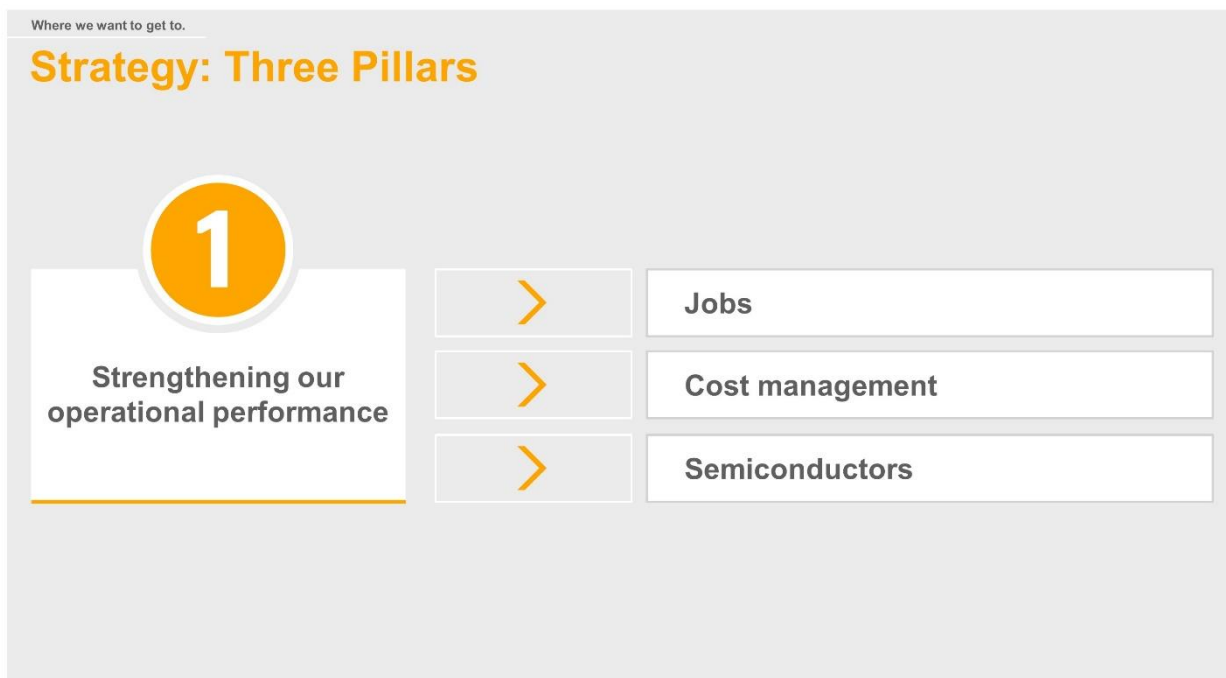 Where we want to get to.
Strategy: Three Pillars
1
Strengthening our
operational performance
Jobs
Cost management
Semiconductors